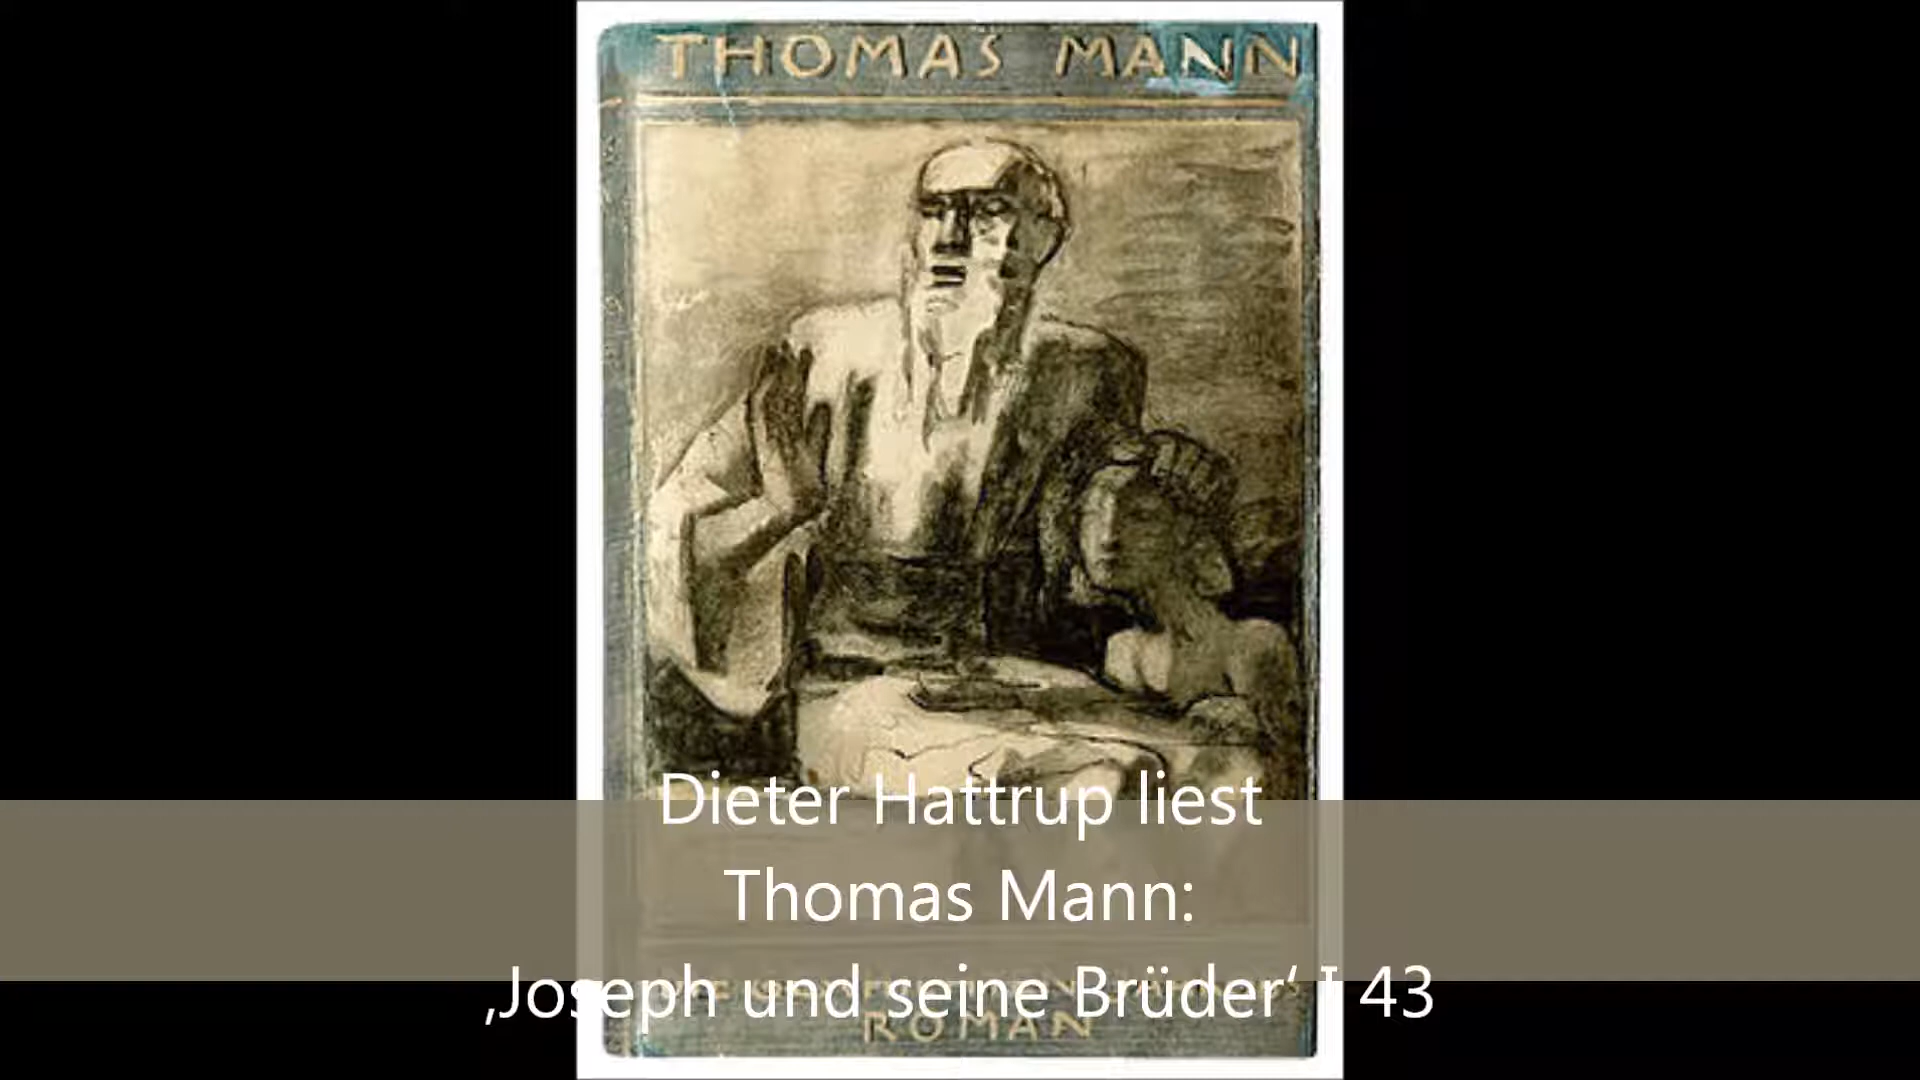 THOMAS MANN
Dieter Hattrup liest
Thomas Mann:
‚Joseph und seine Brüder‘ I 43
ROMAN